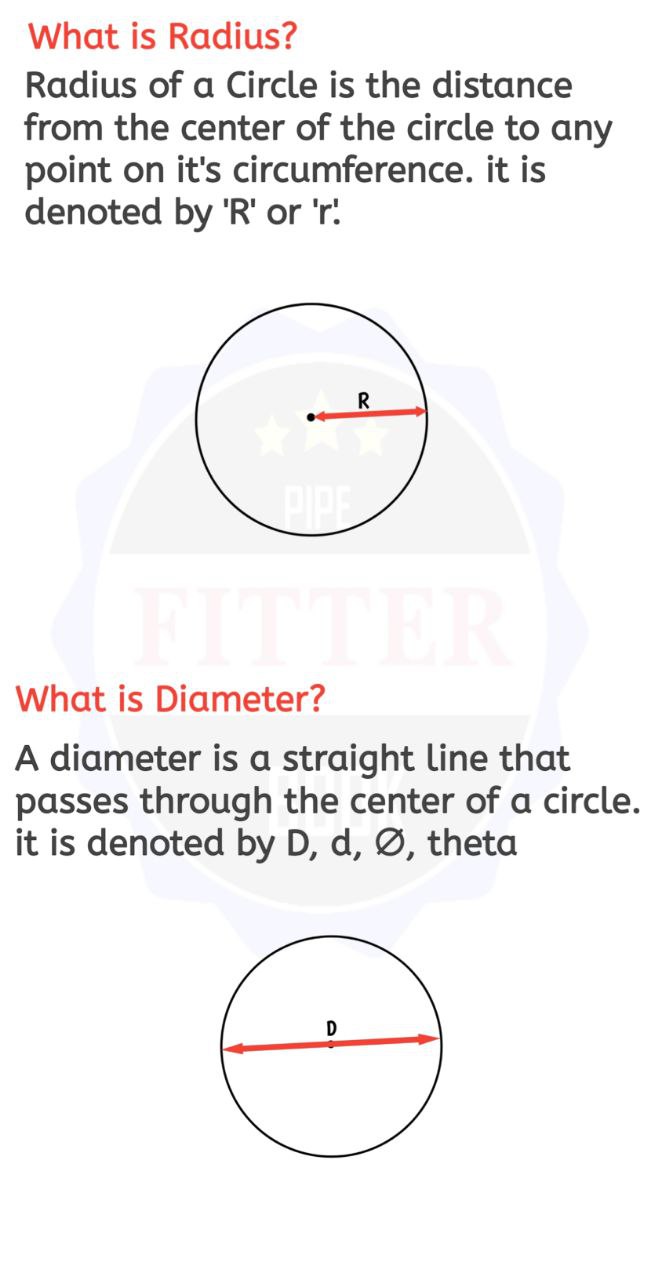 What is Radius?
Radius of a Circle is the distance
from the center of the circle to any
point on it's circumference. it is
denoted by 'R' or 'r'.
R
PIPE
FITTER
What is Diameter?
A diameter is a straight line that
passes through the center of a circle.
it is denoted by D, d, Ø, theta
D